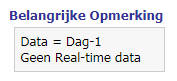 Belangrijke Opmerking
Data = Dag-1
Geen Real-time data